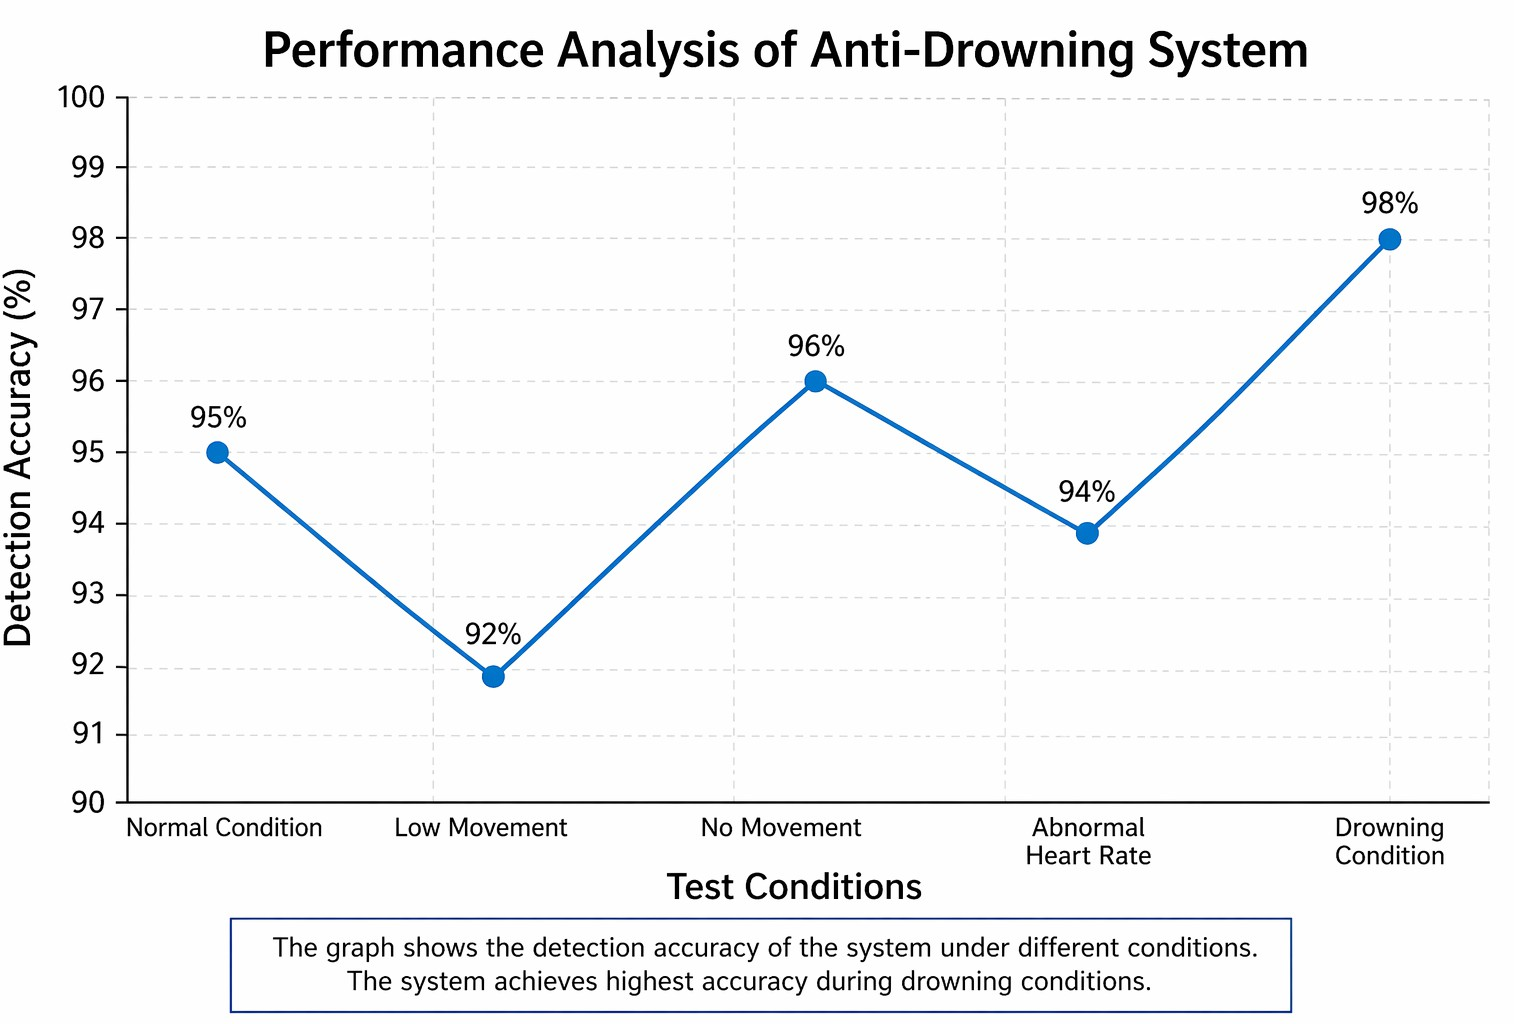 Performance Analysis of Anti-Drowning System
Detection Accuracy (%)
100
99
98
97
96
95
94
93
92
91
90
95%
92%
96%
94%
98%
Normal Condition
Low Movement
No Movement
Abnormal
Heart Rate
Drowning
Condition
Test Conditions
The graph shows the detection accuracy of the system under different conditions.
The system achieves highest accuracy during drowning conditions.